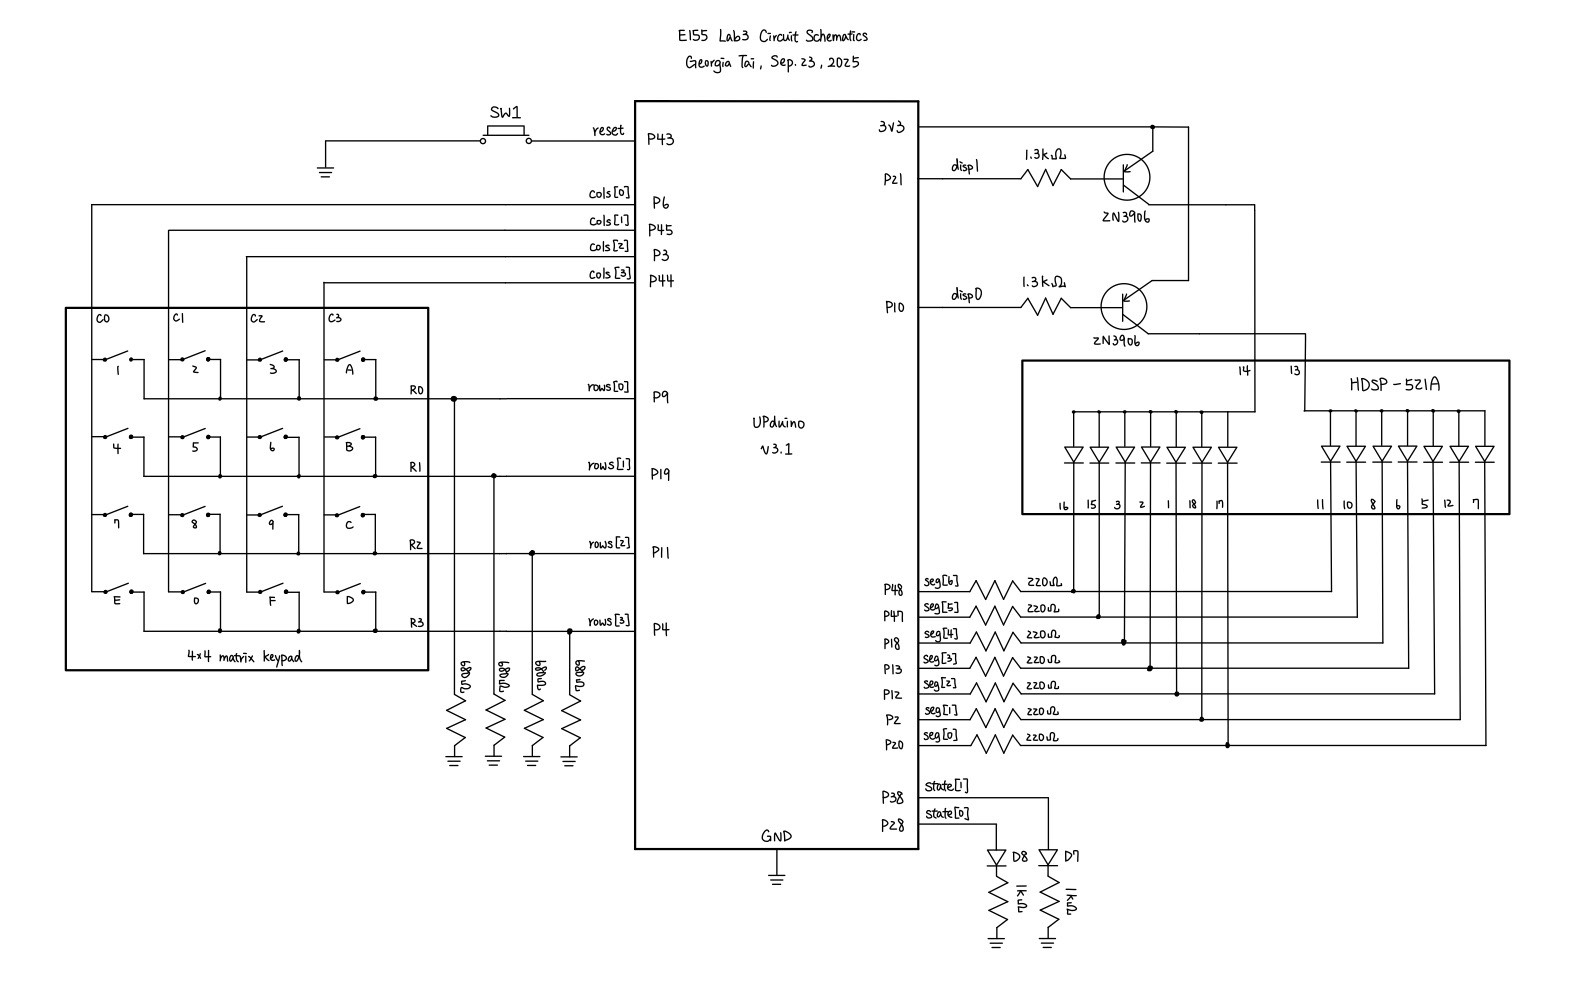 E155 Lab3 Circuit Schematics
Georgia Tai, Sep. 23, 2025
SW1
reset
P43
cols[0]
P6
cols[1]
P45
cols[2]
P3
cols[3]
P44
C0 C1 C2 C3
1 2 3 A
R0
rows[0]
P9
4 5 6 B
R1
rows[1]
P19
7 8 9 C
R2
rows[2]
P11
E 0 F D
R3
rows[3]
P4
4x4 matrix keypad
680Ω 680Ω 680Ω 680Ω
UPduino
v3.1
GND
3V3
P21
disp1
1.3kΩ
2N3906
P10
disp0
1.3kΩ
2N3906
14 13
HDSP-521A
16 15 3 2 1 18 17 11 10 8 6 5 12 7
P48 seg[6] 220Ω
P47 seg[5] 220Ω
P18 seg[4] 220Ω
P13 seg[3] 220Ω
P12 seg[2] 220Ω
P2 seg[1] 220Ω
P20 seg[0] 220Ω
P38 state[1]
P28 state[0]
D8 D7
1kΩ 1kΩ